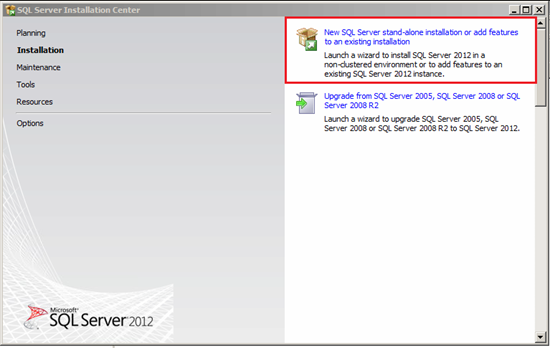 SQL Server Installation Center
Planning
Installation
Maintenance
Tools
Resources
Options
New SQL Server stand-alone installation or add features
to an existing installation
Launch a wizard to install SQL Server 2012 in a
non-clustered environment or to add features to an
existing SQL Server 2012 instance.
Upgrade from SQL Server 2005, SQL Server 2008 or SQL
Server 2008 R2
Launch a wizard to upgrade SQL Server 2005, SQL
Server 2008 or SQL Server 2008 R2 to SQL Server 2012.
Microsoft®
SQL Server 2012